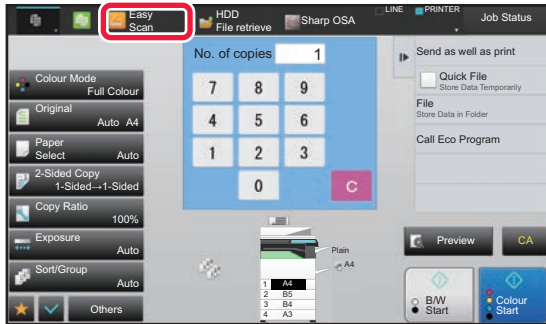 Easy
Scan
HDD
File retrieve
Sharp OSA
LINE
PRINTER
Job Status
No. of copies 1
7 8 9
4 5 6
1 2 3
0 C
Colour Mode
Full Colour
Original
Auto A4
Paper
Select Auto
2-Sided Copy
1-Sided→1-Sided
Copy Ratio
100%
Exposure
Auto
Sort/Group
Auto
Others
Plain
A4
1 A4
2 B5
3 B4
4 A3
Send as well as print
Quick File
Store Data Temporarily
File
Store Data in Folder
Call Eco Program
Preview
CA
B/W
Start
Colour
Start